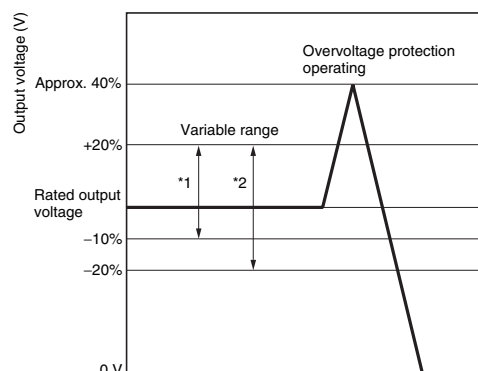 Output voltage (V)
Overvoltage protection
operating
Approx. 40%
+20%
Variable range
*1
*2
Rated output
voltage
−10%
−20%
0 V